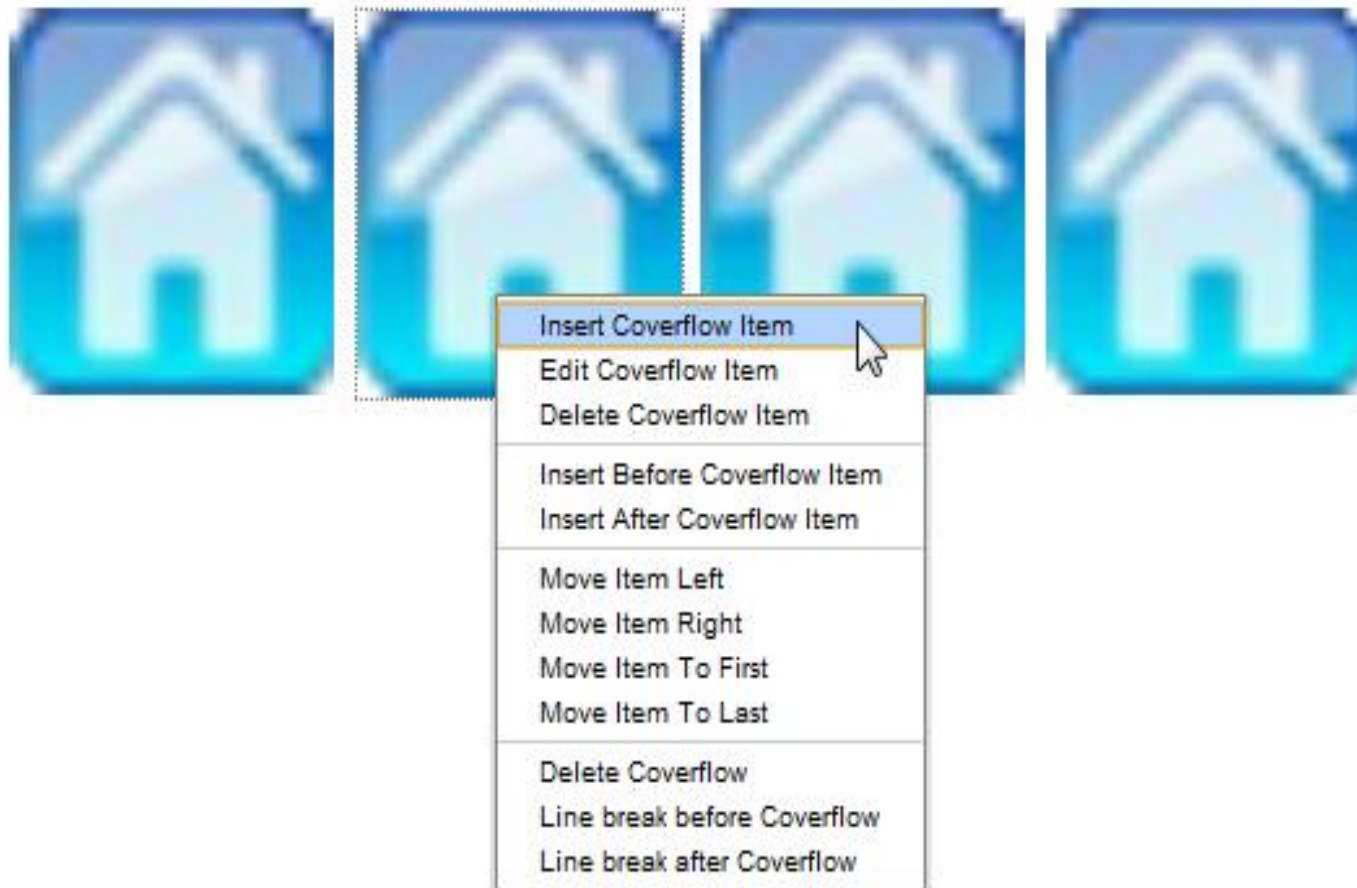 Insert Coverflow Item
Edit Coverflow Item
Delete Coverflow Item
Insert Before Coverflow Item
Insert After Coverflow Item
Move Item Left
Move Item Right
Move Item To First
Move Item To Last
Delete Coverflow
Line break before Coverflow
Line break after Coverflow